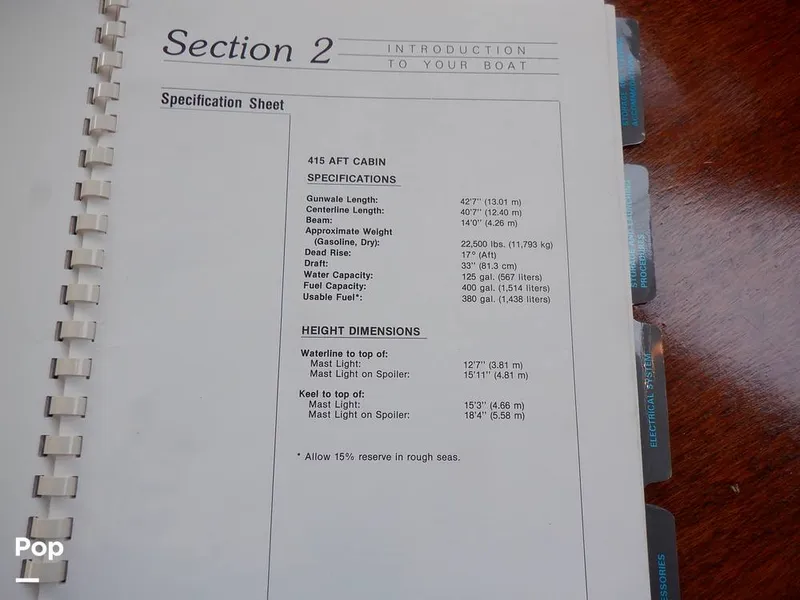 Section 2
INTRODUCTION
TO YOUR BOAT
Specification Sheet
415 AFT CABIN
SPECIFICATIONS
Gunwale Length: 42'7" (13.01 m)
Centerline Length: 40'7" (12.40 m)
Beam: 14'0" (4.26 m)
Approximate Weight
(Gasoline, Dry): 22,500 lbs. (11,793 kg)
Dead Rise: 17° (Aft)
Draft: 33" (81.3 cm)
Water Capacity: 125 gal. (567 liters)
Fuel Capacity: 400 gal. (1,514 liters)
Usable Fuel*: 380 gal. (1,438 liters)
HEIGHT DIMENSIONS
Waterline to top of:
Mast Light: 12'7" (3.81 m)
Mast Light on Spoiler: 15'11" (4.81 m)
Keel to top of:
Mast Light: 15'3" (4.66 m)
Mast Light on Spoiler: 18'4" (5.58 m)
* Allow 15% reserve in rough seas.
PROCEDURES
ELECTRICAL SYSTEM
Pop